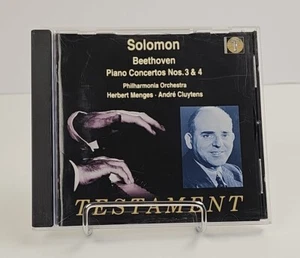 Solomon
Beethoven
Piano Concertos Nos. 3 & 4
Philharmonia Orchestra
Herbert Menges · André Cluytens
TESTAMENT